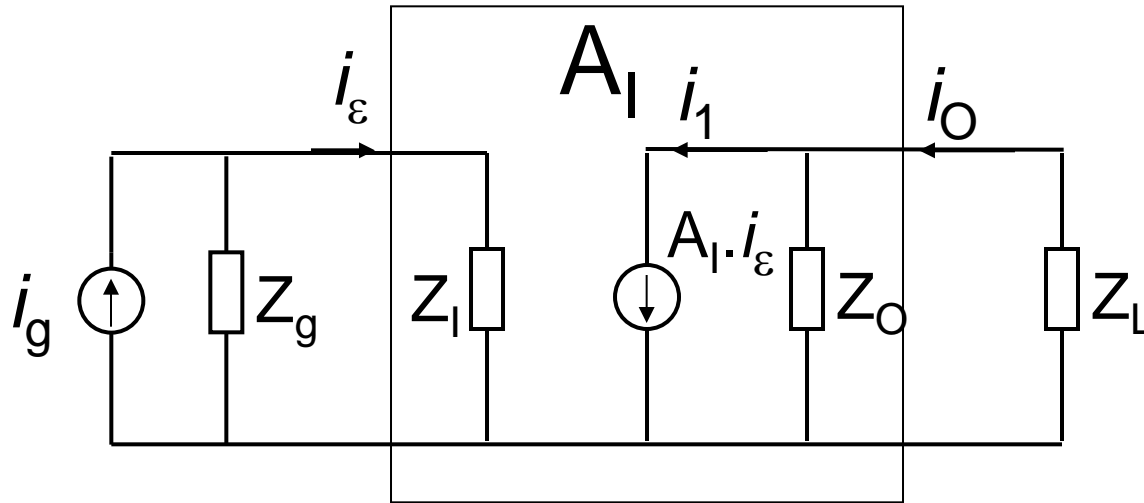 A_I
i_ε
i_1
i_O
A_I.i_ε
i_g
Z_g
Z_I
Z_O
Z_L